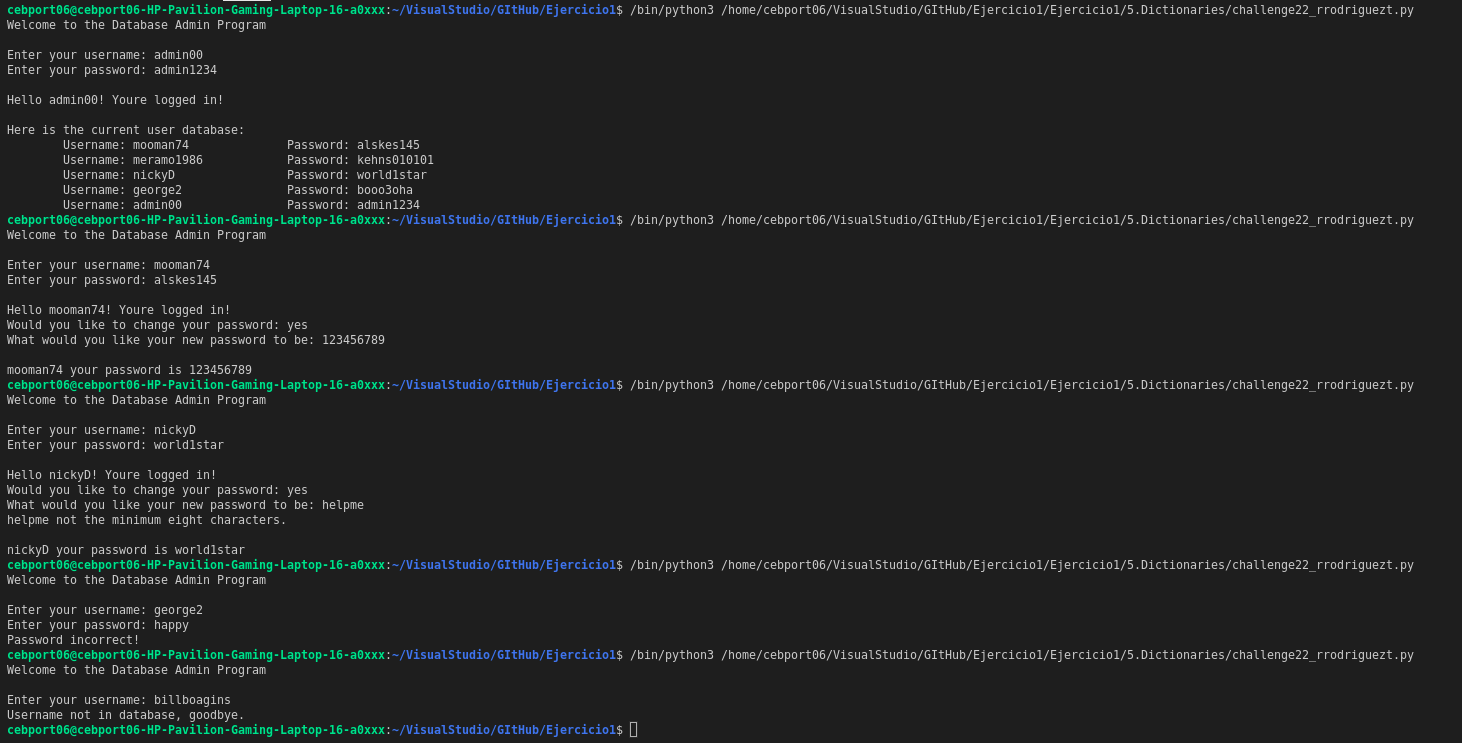 cebport06@cebport06-HP-Pavilion-Gaming-Laptop-16-a0xxx:~/VisualStudio/GItHub/Ejercicio1$ /bin/python3 /home/cebport06/VisualStudio/GItHub/Ejercicio1/Ejercicio1/5.Dictionaries/challenge22_rrodriguezt.py
Welcome to the Database Admin Program
Enter your username: admin00
Enter your password: admin1234
Hello admin00! Youre logged in!
Here is the current user database:
Username: mooman74 Password: alskes145
Username: meramo1986 Password: kehns010101
Username: nickyD Password: world1star
Username: george2 Password: booo3oha
Username: admin00 Password: admin1234
cebport06@cebport06-HP-Pavilion-Gaming-Laptop-16-a0xxx:~/VisualStudio/GItHub/Ejercicio1$ /bin/python3 /home/cebport06/VisualStudio/GItHub/Ejercicio1/Ejercicio1/5.Dictionaries/challenge22_rrodriguezt.py
Welcome to the Database Admin Program
Enter your username: mooman74
Enter your password: alskes145
Hello mooman74! Youre logged in!
Would you like to change your password: yes
What would you like your new password to be: 123456789
mooman74 your password is 123456789
cebport06@cebport06-HP-Pavilion-Gaming-Laptop-16-a0xxx:~/VisualStudio/GItHub/Ejercicio1$ /bin/python3 /home/cebport06/VisualStudio/GItHub/Ejercicio1/Ejercicio1/5.Dictionaries/challenge22_rrodriguezt.py
Welcome to the Database Admin Program
Enter your username: nickyD
Enter your password: world1star
Hello nickyD! Youre logged in!
Would you like to change your password: yes
What would you like your new password to be: helpme
helpme not the minimum eight characters.
nickyD your password is world1star
cebport06@cebport06-HP-Pavilion-Gaming-Laptop-16-a0xxx:~/VisualStudio/GItHub/Ejercicio1$ /bin/python3 /home/cebport06/VisualStudio/GItHub/Ejercicio1/Ejercicio1/5.Dictionaries/challenge22_rrodriguezt.py
Welcome to the Database Admin Program
Enter your username: george2
Enter your password: happy
Password incorrect!
cebport06@cebport06-HP-Pavilion-Gaming-Laptop-16-a0xxx:~/VisualStudio/GItHub/Ejercicio1$ /bin/python3 /home/cebport06/VisualStudio/GItHub/Ejercicio1/Ejercicio1/5.Dictionaries/challenge22_rrodriguezt.py
Welcome to the Database Admin Program
Enter your username: billboagins
Username not in database, goodbye.
cebport06@cebport06-HP-Pavilion-Gaming-Laptop-16-a0xxx:~/VisualStudio/GItHub/Ejercicio1$